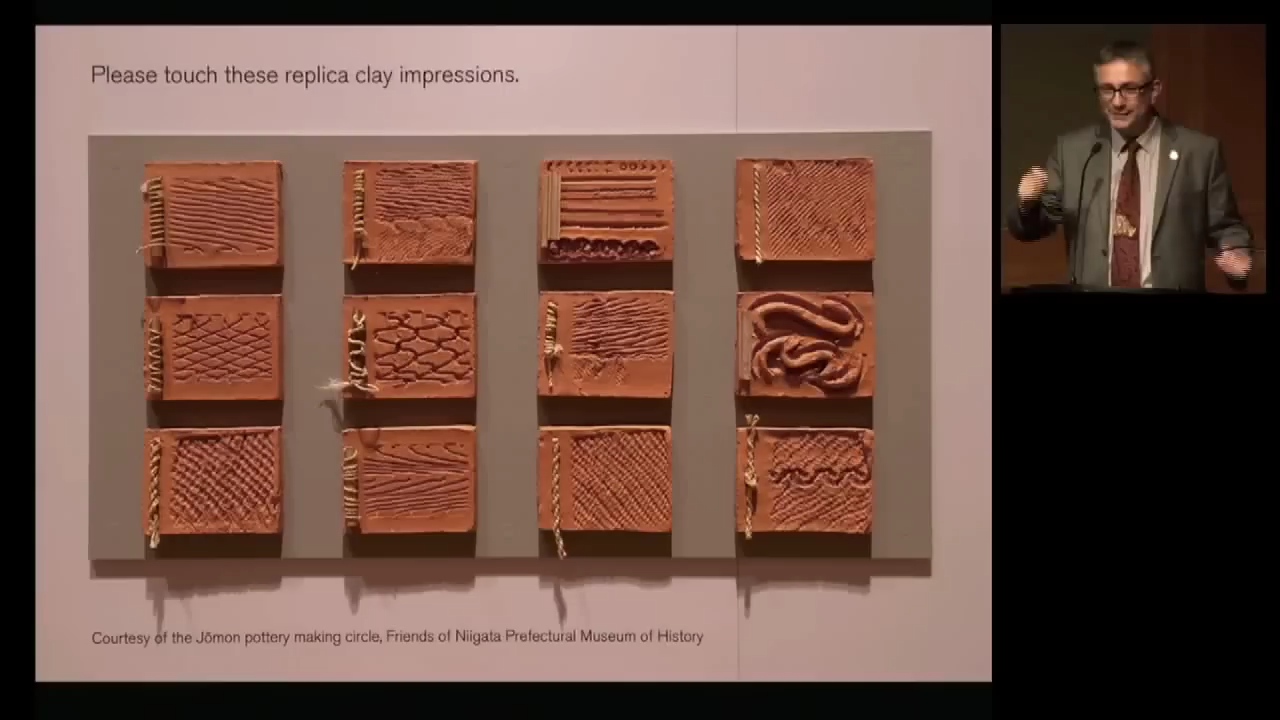 Please touch these replica clay impressions.
Courtesy of the Jōmon pottery making circle, Friends of Niigata Prefectural Museum of History